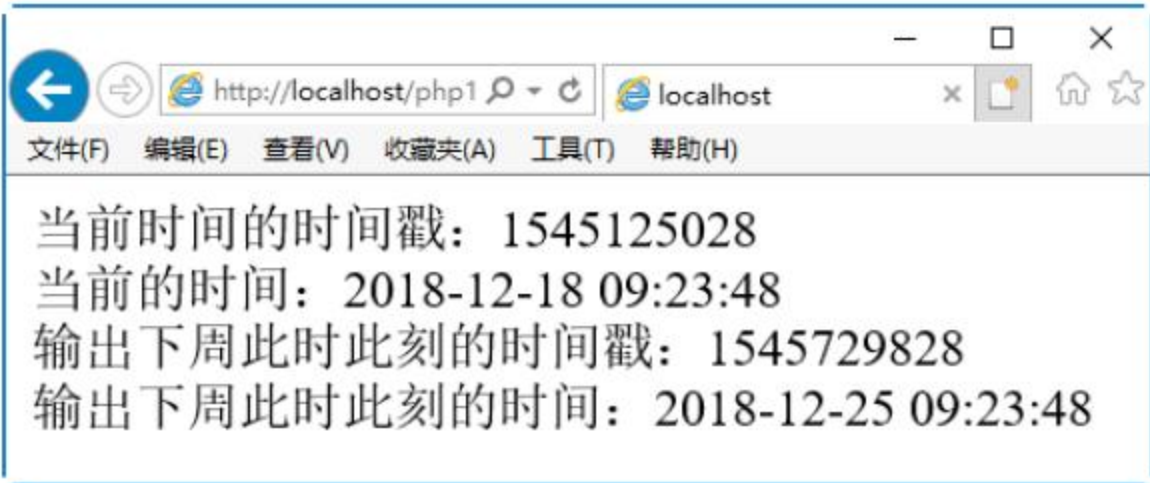 http://localhost/php1
localhost
文件(F) 编辑(E) 查看(V) 收藏夹(A) 工具(T) 帮助(H)
当前时间的时间戳：1545125028
当前的时间：2018-12-18 09:23:48
输出下周此时此刻的时间戳：1545729828
输出下周此时此刻的时间：2018-12-25 09:23:48